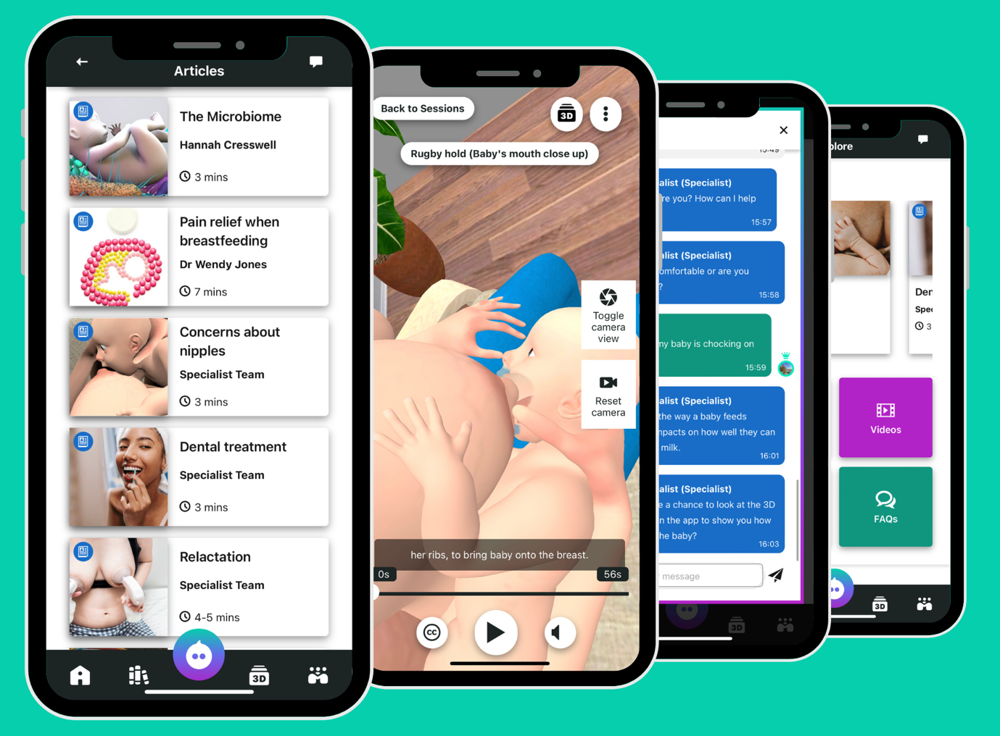 Articles
The Microbiome
Hannah Cresswell
3 mins
Pain relief when
breastfeeding
Dr Wendy Jones
7 mins
Concerns about
nipples
Specialist Team
3 mins
Dental treatment
Specialist Team
3 mins
Relactation
Specialist Team
4-5 mins
3D
Back to Sessions
3D
Rugby hold (Baby's mouth close up)
Toggle
camera
view
Reset
camera
her ribs, to bring baby onto the breast.
0s
56s
CC
15:49
alist (Specialist)
re you? How can I help
15:57
alist (Specialist)
omfortable or are you
?
15:58
my baby is chocking on
15:59
alist (Specialist)
the way a baby feeds
npacts on how well they can
milk.
16:01
alist (Specialist)
e a chance to look at the 3D
n the app to show you how
he baby?
16:03
message
3D
plore
Den
Spec
3
Videos
FAQs
3D